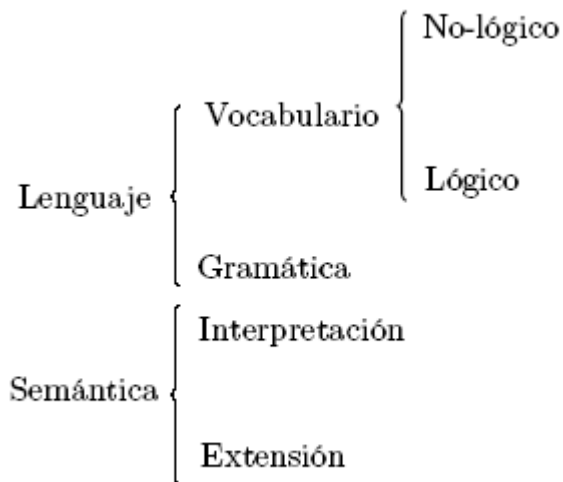 No-lógico
Vocabulario
Lógico
Lenguaje
Gramática
Interpretación
Semántica
Extensión